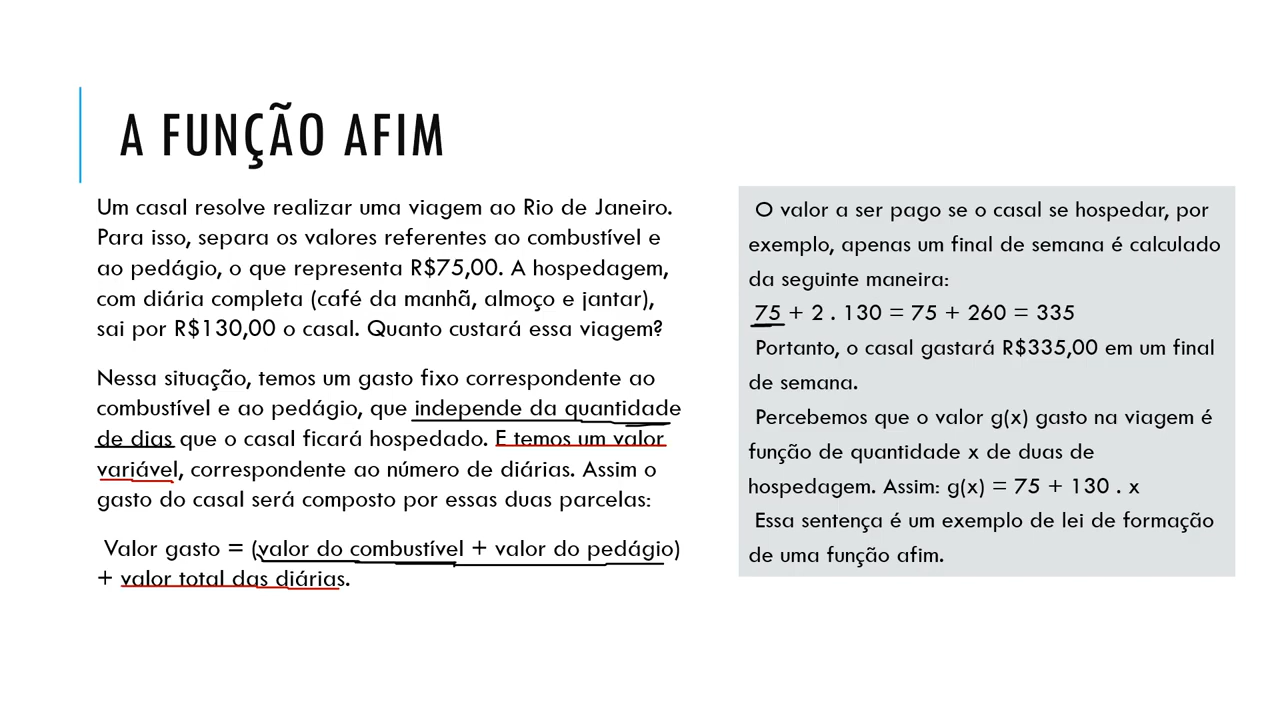 A FUNÇÃO AFIM
Um casal resolve realizar uma viagem ao Rio de Janeiro.
Para isso, separa os valores referentes ao combustível e
ao pedágio, o que representa R$75,00. A hospedagem,
com diária completa (café da manhã, almoço e jantar),
sai por R$130,00 o casal. Quanto custará essa viagem?
Nessa situação, temos um gasto fixo correspondente ao
combustível e ao pedágio, que independe da quantidade
de dias que o casal ficará hospedado. E temos um valor
variável, correspondente ao número de diárias. Assim o
gasto do casal será composto por essas duas parcelas:
Valor gasto = (valor do combustível + valor do pedágio)
+ valor total das diárias.
O valor a ser pago se o casal se hospedar, por
exemplo, apenas um final de semana é calculado
da seguinte maneira:
75 + 2 . 130 = 75 + 260 = 335
Portanto, o casal gastará R$335,00 em um final
de semana.
Percebemos que o valor g(x) gasto na viagem é
função de quantidade x de duas de
hospedagem. Assim: g(x) = 75 + 130 . x
Essa sentença é um exemplo de lei de formação
de uma função afim.